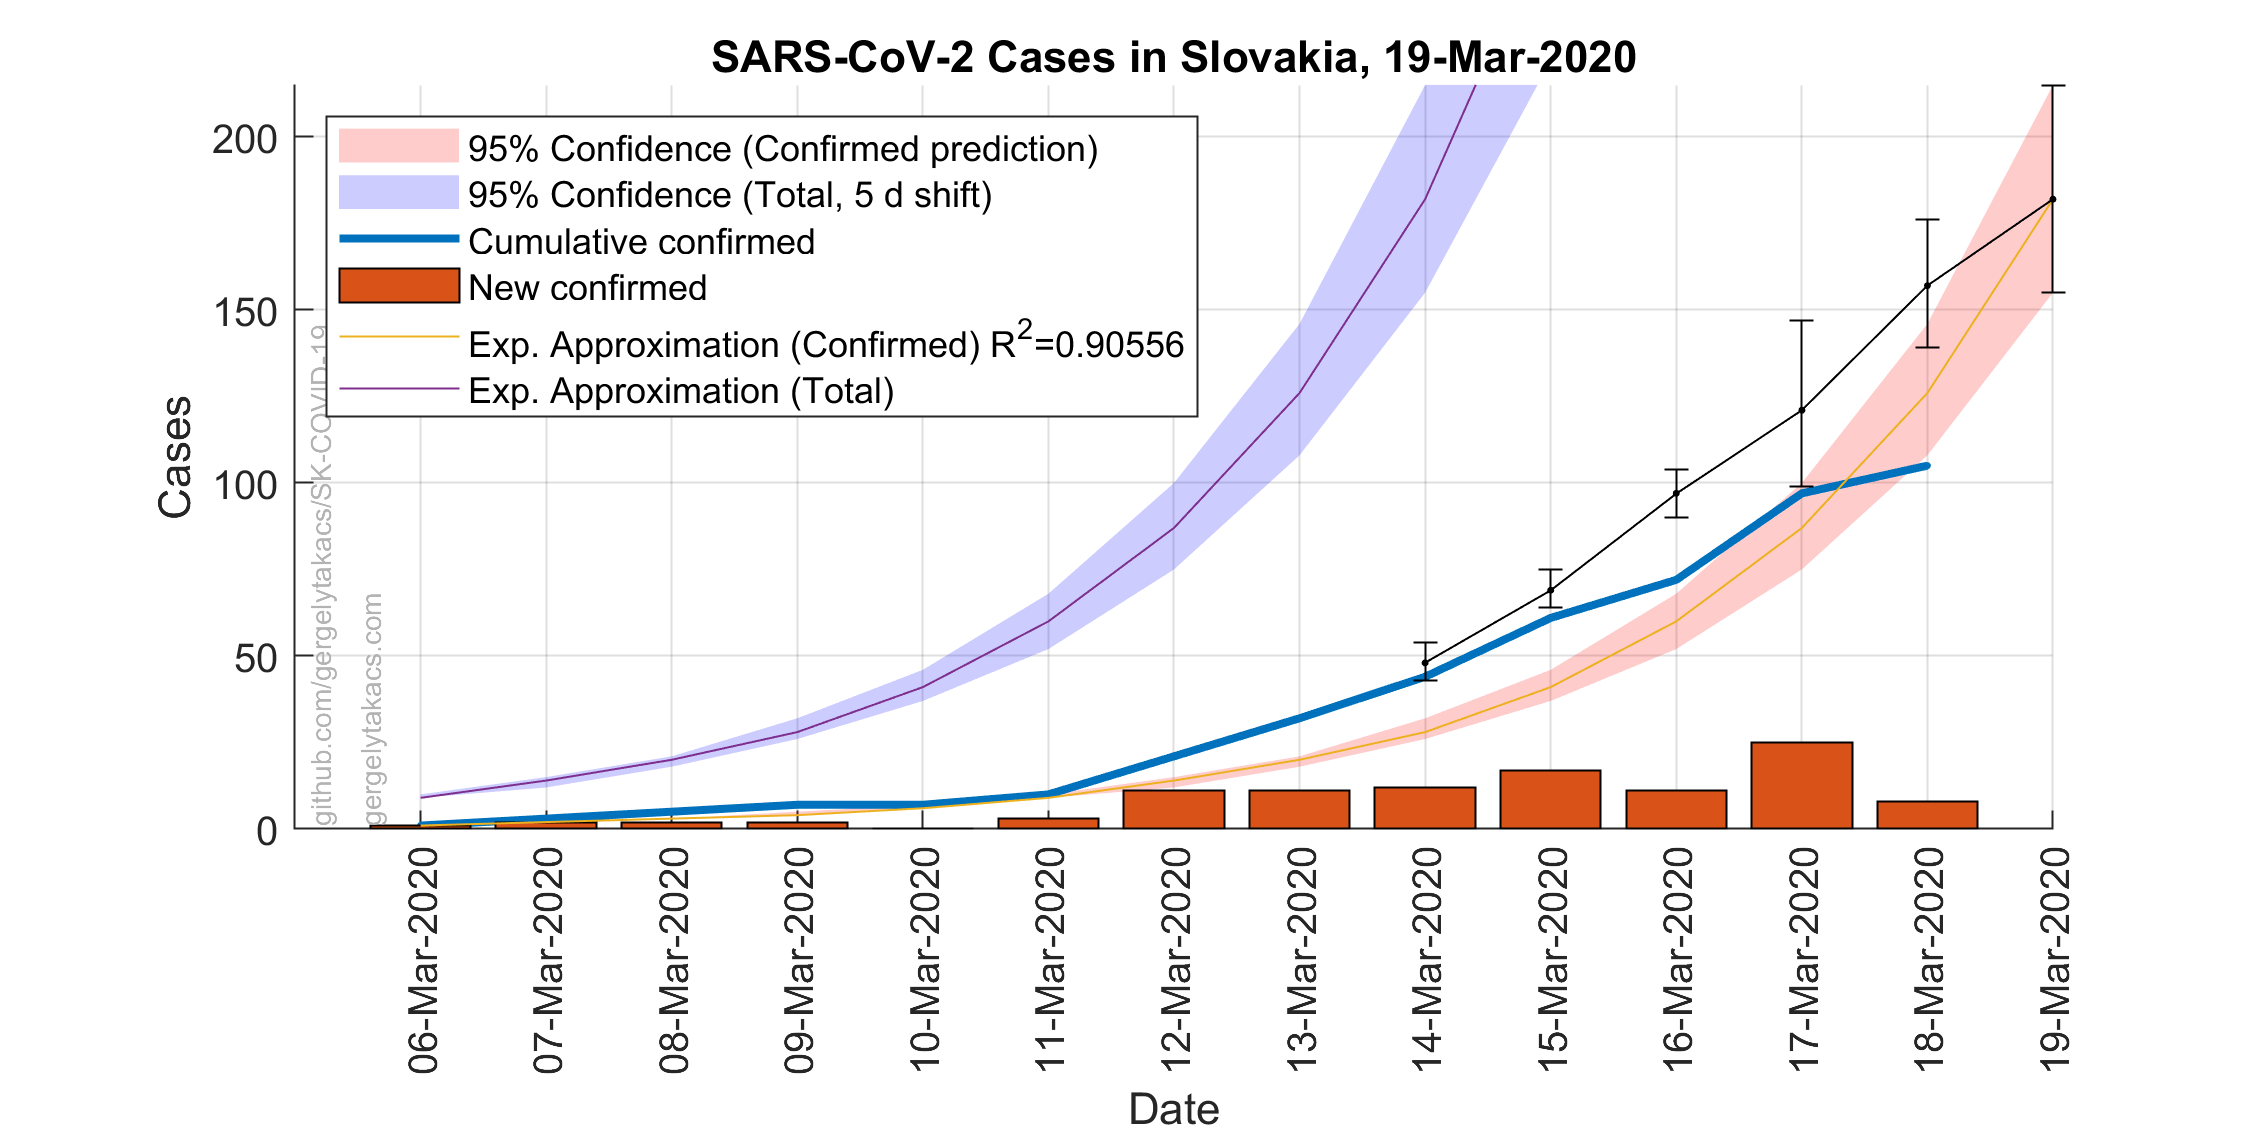 SARS-CoV-2 Cases in Slovakia, 19-Mar-2020
95% Confidence (Confirmed prediction)
95% Confidence (Total, 5 d shift)
Cumulative confirmed
New confirmed
Exp. Approximation (Confirmed) R²=0.90556
Exp. Approximation (Total)
200
150
100
50
0
Cases
github.com/gergelytakacs/SK-COVID-19
gergelytakacs.com
06-Mar-2020
07-Mar-2020
08-Mar-2020
09-Mar-2020
10-Mar-2020
11-Mar-2020
12-Mar-2020
13-Mar-2020
14-Mar-2020
15-Mar-2020
16-Mar-2020
17-Mar-2020
18-Mar-2020
19-Mar-2020
Date